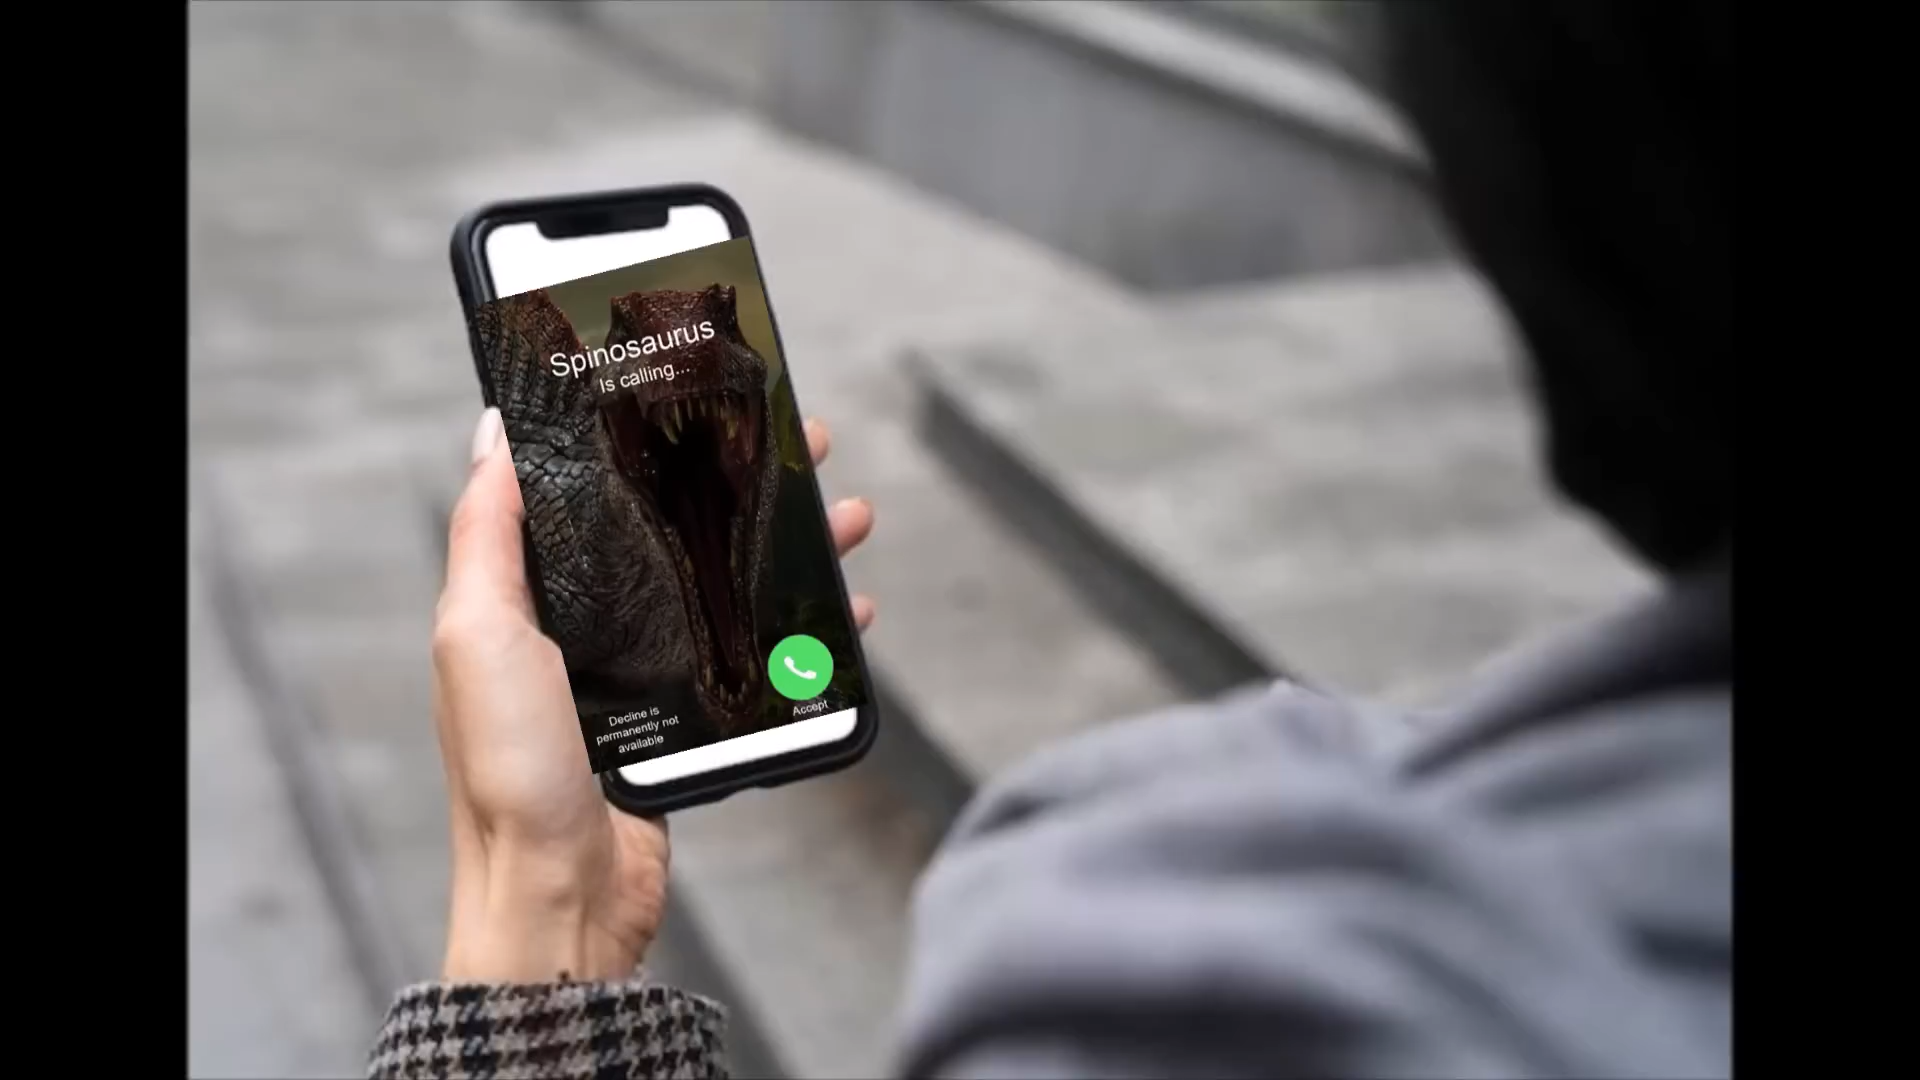 Spinosaurus
Is calling...
Decline is
permanently not
available
Accept